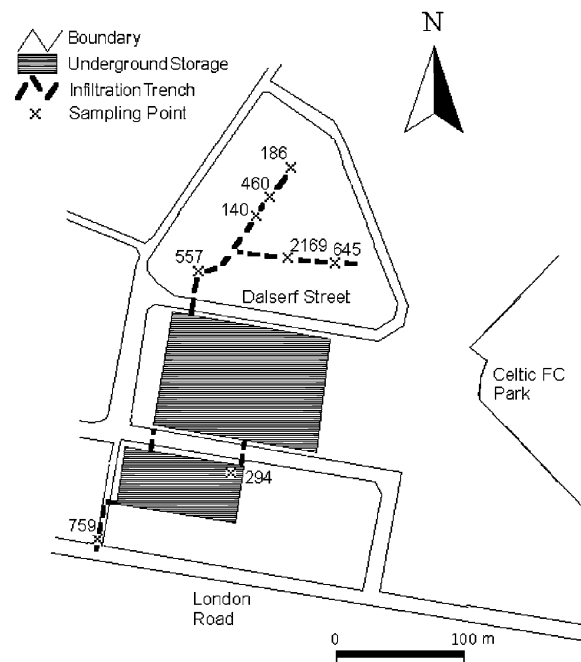 Boundary
Underground Storage
Infiltration Trench
Sampling Point
N
186
460
140
2169
645
557
Dalserf Street
Celtic FC
Park
294
759
London
Road
0
100 m